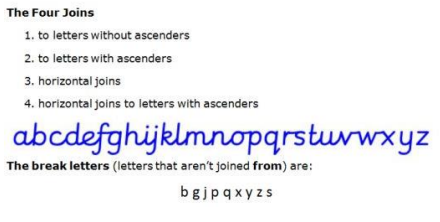 The Four Joins
1. to letters without ascenders
2. to letters with ascenders
3. horizontal joins
4. horizontal joins to letters with ascenders
abcdefghijklmnopqrstuvwxyz
The break letters (letters that aren't joined from) are:
b g j p q x y z s